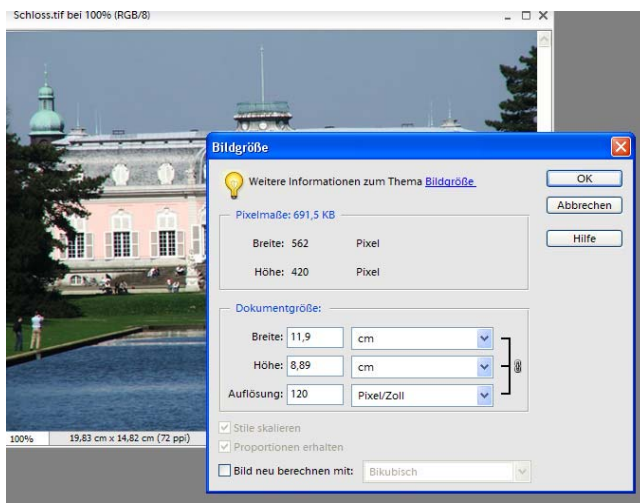 Schloss.tif bei 100% (RGB/8)
Bildgröße
Weitere Informationen zum Thema Bildgröße
OK
Abbrechen
Hilfe
Pixelmaße: 691,5 KB
Breite: 562 Pixel
Höhe: 420 Pixel
Dokumentgröße:
Breite: 11,9 cm
Höhe: 8,89 cm
Auflösung: 120 Pixel/Zoll
Stile skalieren
Proportionen erhalten
Bild neu berechnen mit: Bikubisch
100% 19,83 cm x 14,82 cm (72 ppi)